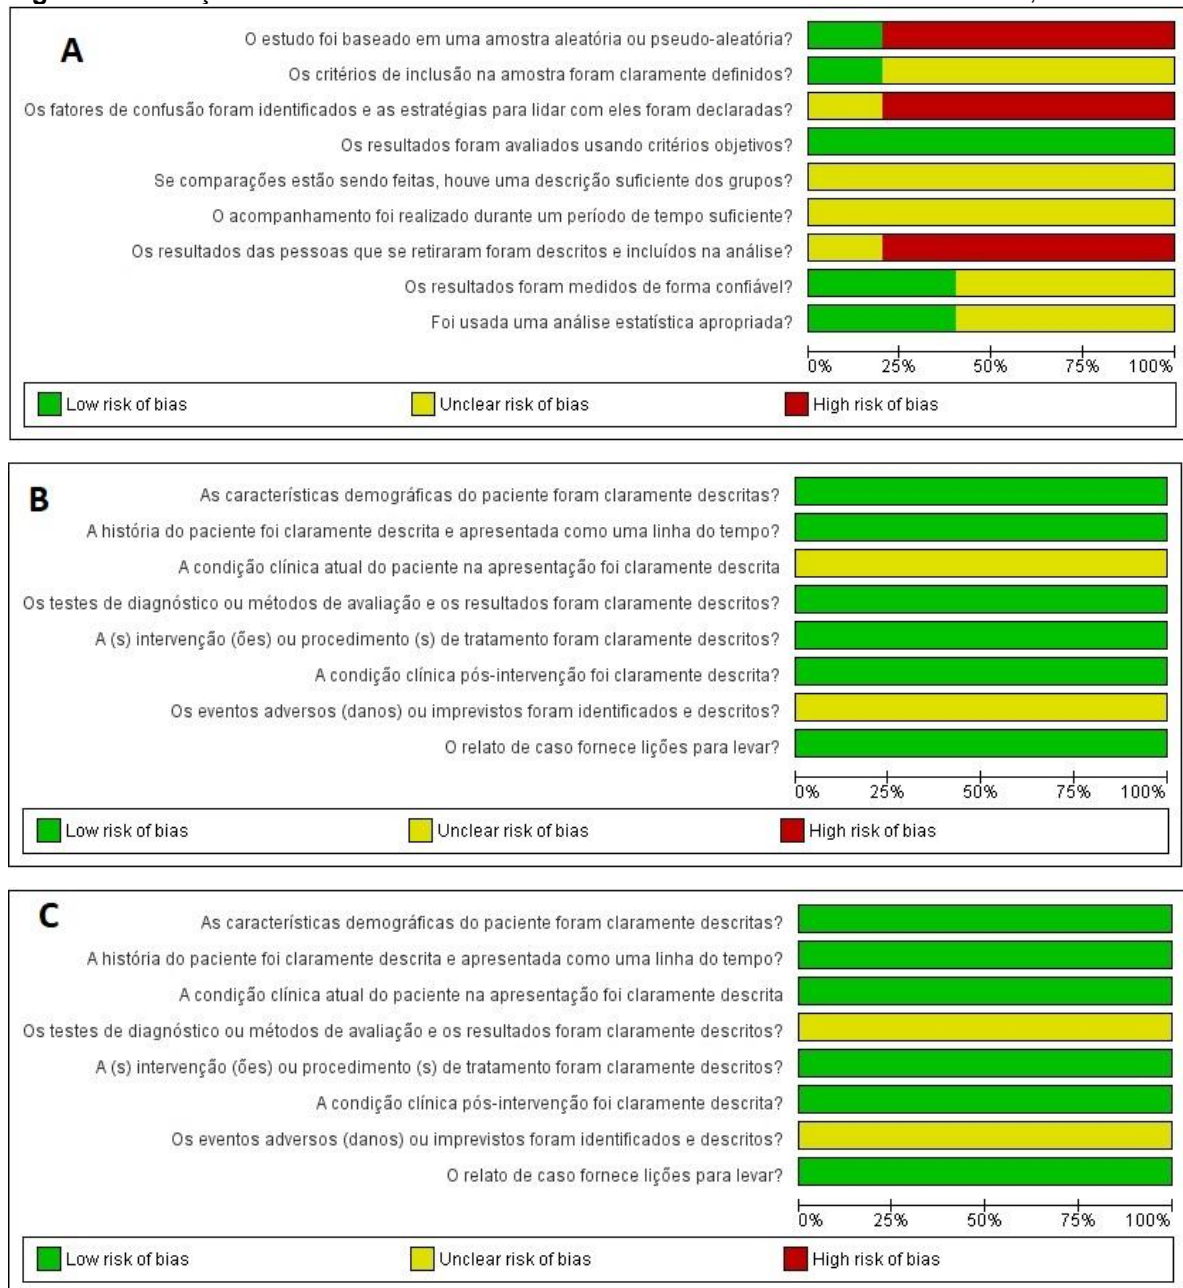 A
O estudo foi baseado em uma amostra aleatória ou pseudo-aleatória?
Os critérios de inclusão na amostra foram claramente definidos?
Os fatores de confusão foram identificados e as estratégias para lidar com eles foram declaradas?
Os resultados foram avaliados usando critérios objetivos?
Se comparações estão sendo feitas, houve uma descrição suficiente dos grupos?
O acompanhamento foi realizado durante um período de tempo suficiente?
Os resultados das pessoas que se retiraram foram descritos e incluídos na análise?
Os resultados foram medidos de forma confiável?
Foi usada uma análise estatística apropriada?
0% 25% 50% 75% 100%
Low risk of bias Unclear risk of bias High risk of bias
B
As características demográficas do paciente foram claramente descritas?
A história do paciente foi claramente descrita e apresentada como uma linha do tempo?
A condição clínica atual do paciente na apresentação foi claramente descrita
Os testes de diagnóstico ou métodos de avaliação e os resultados foram claramente descritos?
A (s) intervenção (ões) ou procedimento (s) de tratamento foram claramente descritos?
A condição clínica pós-intervenção foi claramente descrita?
Os eventos adversos (danos) ou imprevistos foram identificados e descritos?
O relato de caso fornece lições para levar?
0% 25% 50% 75% 100%
Low risk of bias Unclear risk of bias High risk of bias
C
As características demográficas do paciente foram claramente descritas?
A história do paciente foi claramente descrita e apresentada como uma linha do tempo?
A condição clínica atual do paciente na apresentação foi claramente descrita
Os testes de diagnóstico ou métodos de avaliação e os resultados foram claramente descritos?
A (s) intervenção (ões) ou procedimento (s) de tratamento foram claramente descritos?
A condição clínica pós-intervenção foi claramente descrita?
Os eventos adversos (danos) ou imprevistos foram identificados e descritos?
O relato de caso fornece lições para levar?
0% 25% 50% 75% 100%
Low risk of bias Unclear risk of bias High risk of bias